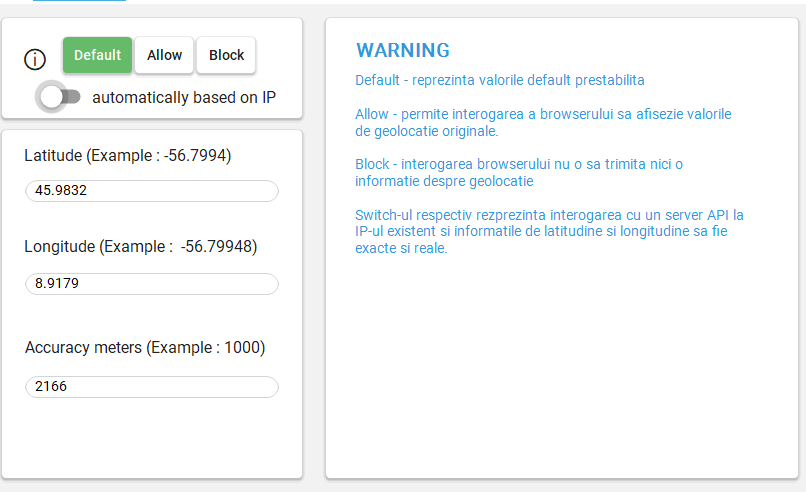 Default Allow Block
automatically based on IP
Latitude (Example : -56.7994)
45.9832
Longitude (Example : -56.79948)
8.9179
Accuracy meters (Example : 1000)
2166
WARNING
Default - reprezinta valorile default prestabilita
Allow - permite interogarea a browserului sa afisezie valorile
de geolocatie originale.
Block - interogarea browserului nu o sa trimita nici o
informatie despre geolocatie
Switch-ul respectiv rezprezinta interogarea cu un server API la
IP-ul existent si informatile de latitudine si longitudine sa fie
exacte si reale.